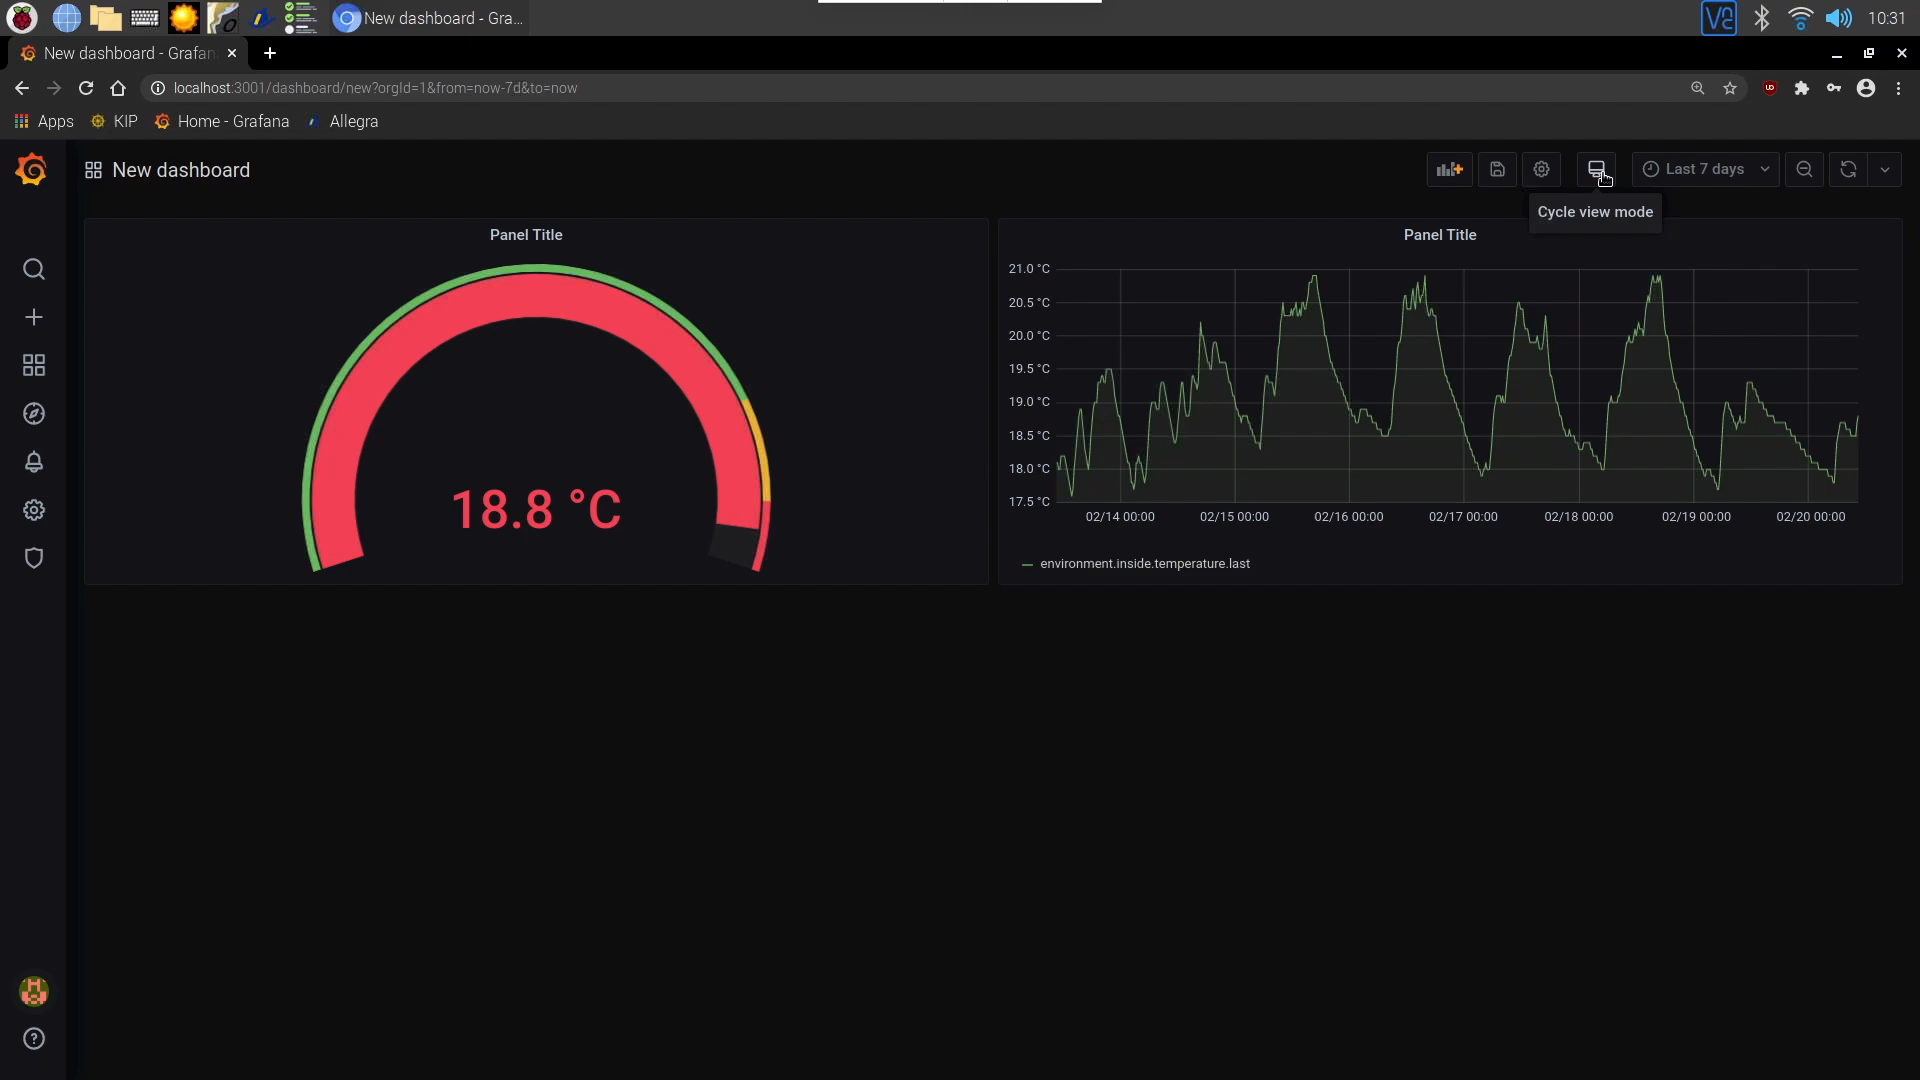 New dashboard - Gra...
10:31
New dashboard - Grafan
localhost:3001/dashboard/new?orgId=1&from=now-7d&to=now
Apps
KIP
Home - Grafana
Allegra
New dashboard
Last 7 days
Cycle view mode
Panel Title
18.8 °C
Panel Title
21.0 °C
20.5 °C
20.0 °C
19.5 °C
19.0 °C
18.5 °C
18.0 °C
17.5 °C
02/14 00:00
02/15 00:00
02/16 00:00
02/17 00:00
02/18 00:00
02/19 00:00
02/20 00:00
environment.inside.temperature.last